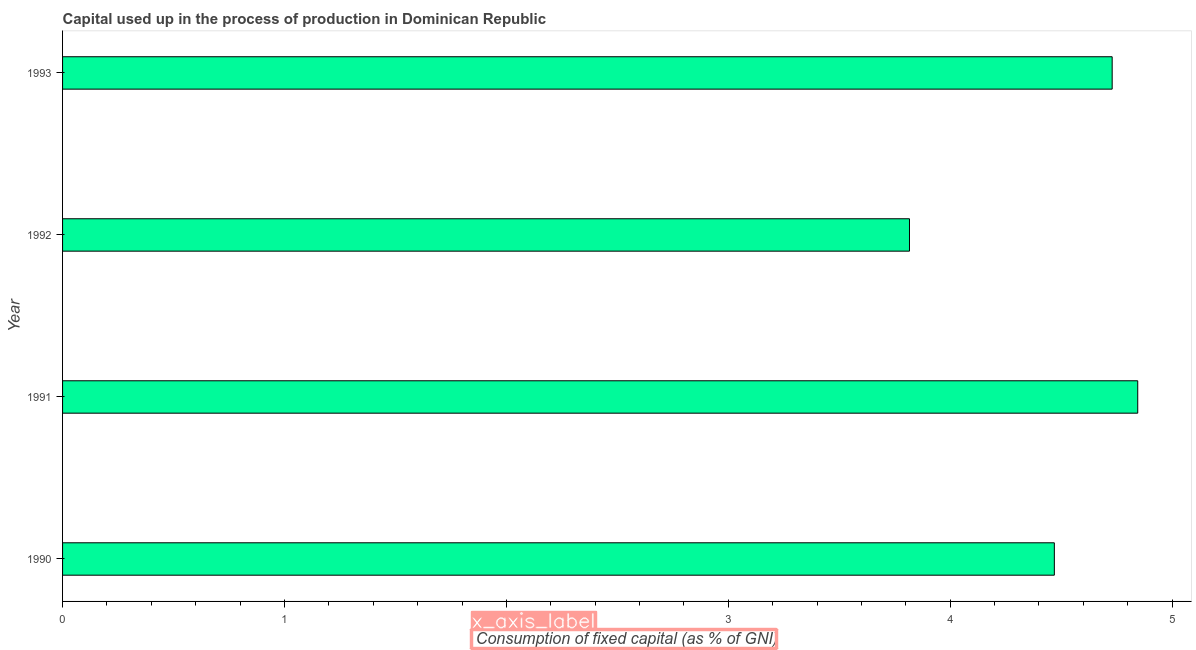 Capital used up in the process of production in Dominican Republic
1993
1992
1991
1990
Year
0 1 3 4 5
x_axis_label
Consumption of fixed capital (as % of GNI)